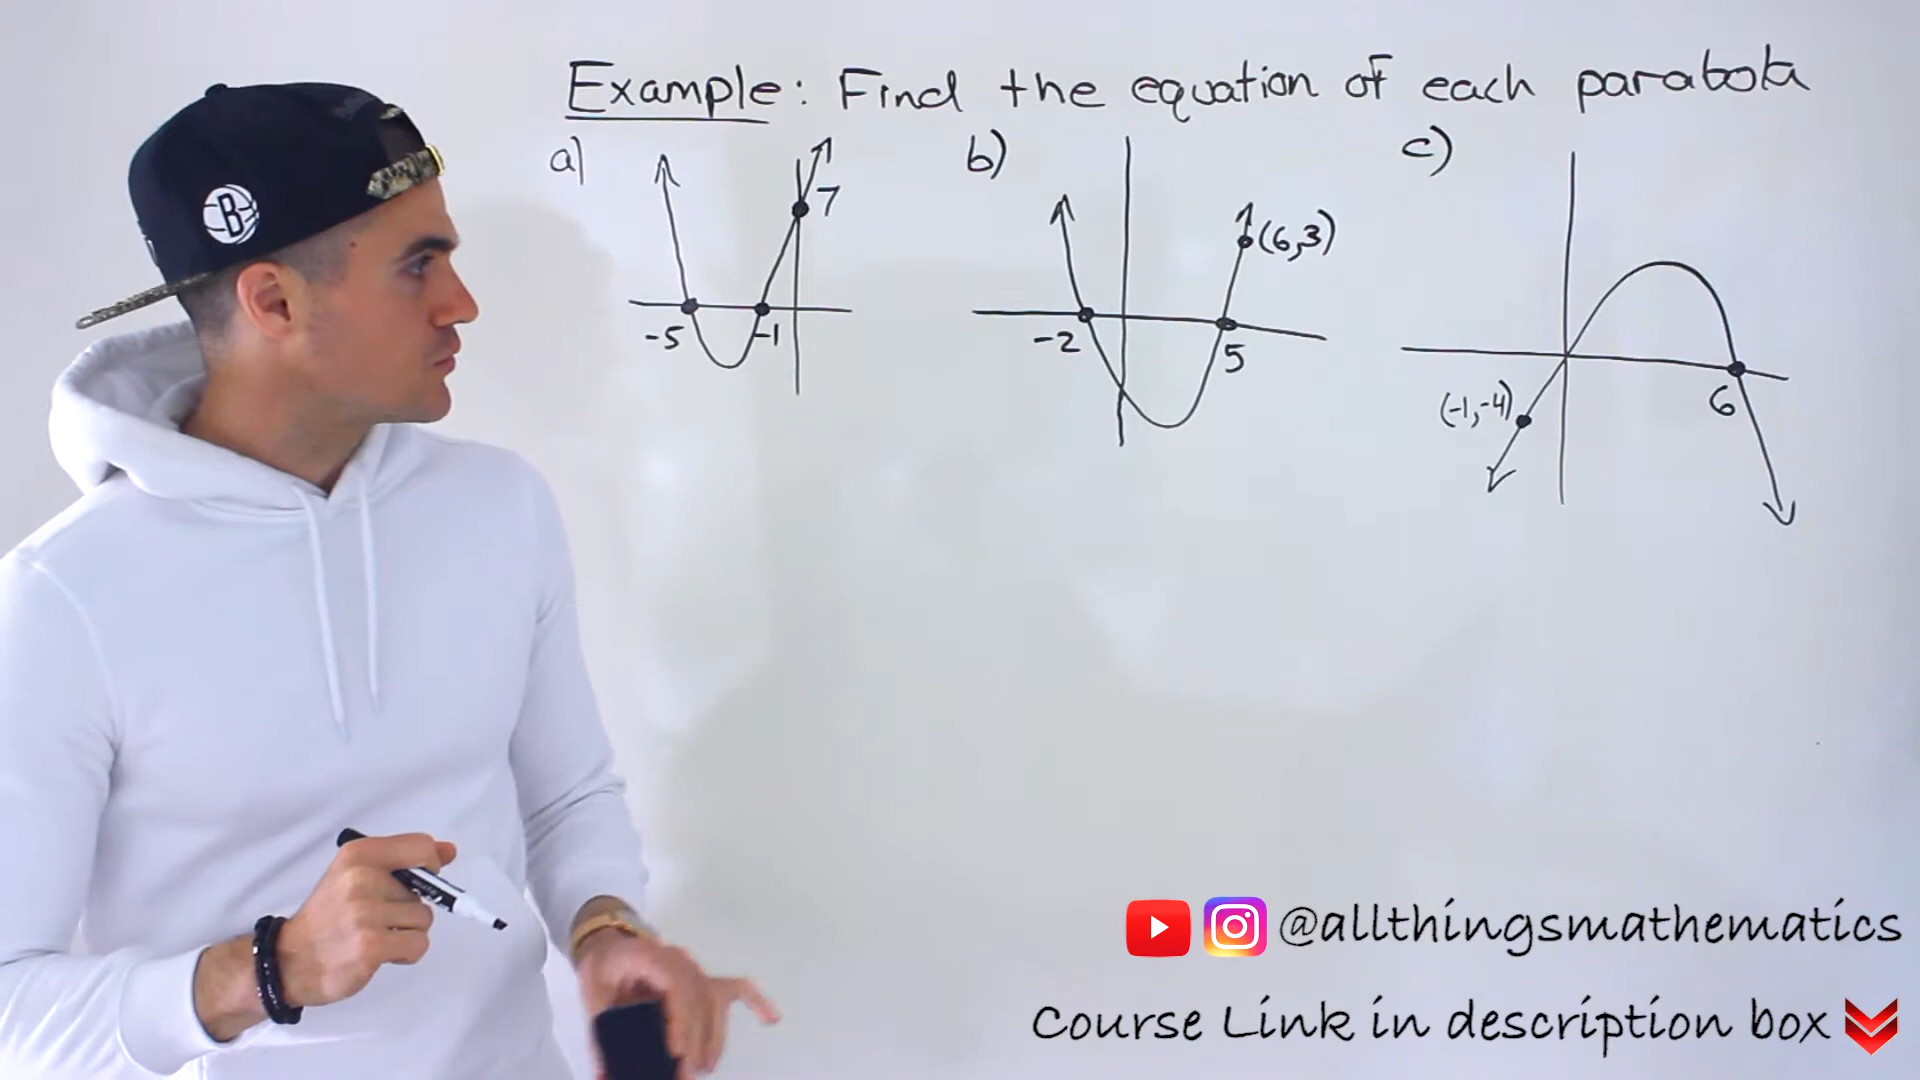 Example: Find the equation of each parabola
a)
7
-5
-1
b)
(6,3)
-2
5
c)
(-1,-4)
6
B
@allthingsmathematics
Course Link in description box